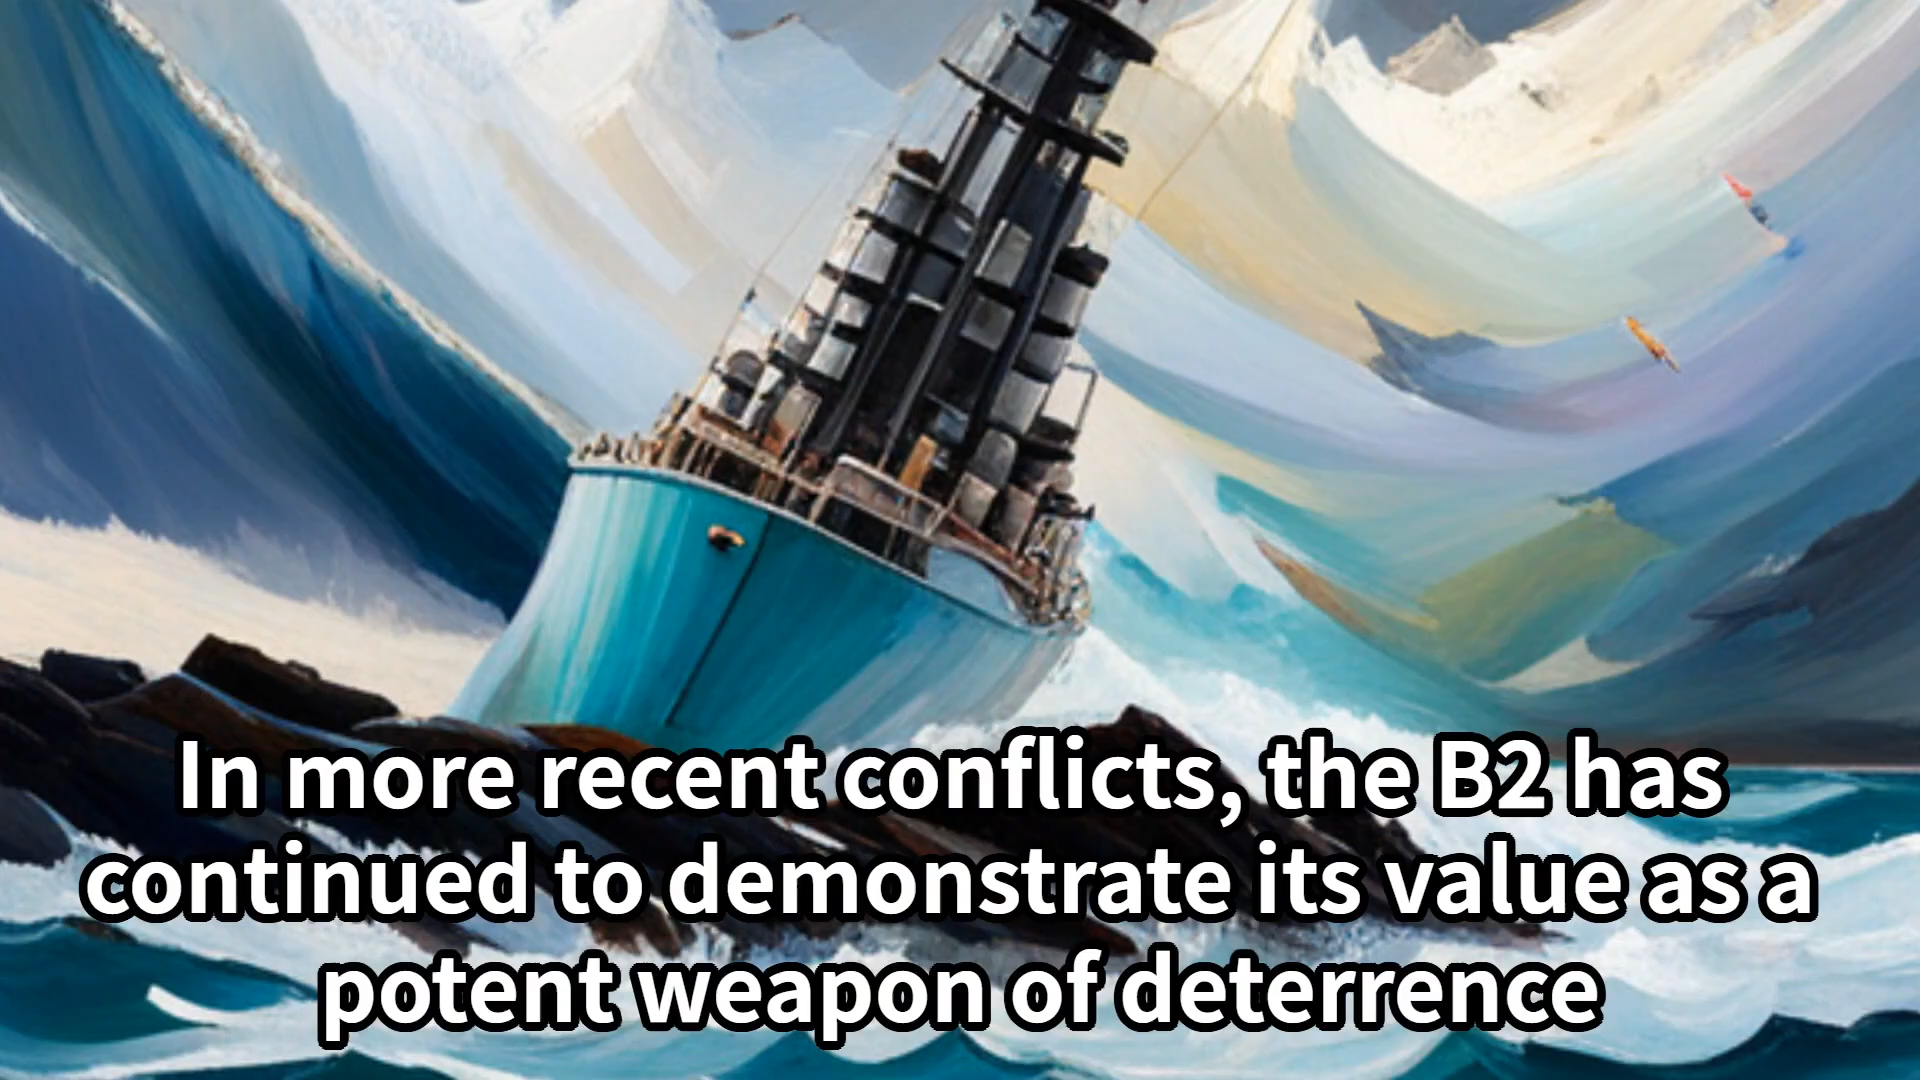 In more recent conflicts, the B2 has
continued to demonstrate its value as a
potent weapon of deterrence